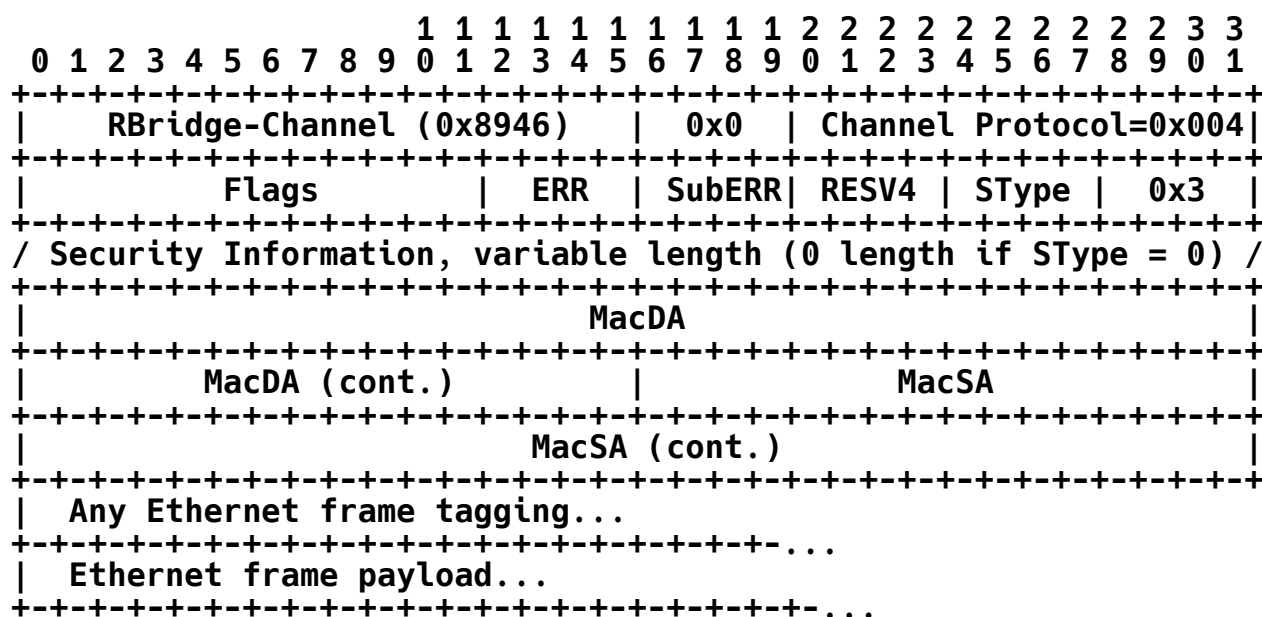 1 1 1 1 1 1 1 1 1 1 2 2 2 2 2 2 2 2 2 2 3 3
 0 1 2 3 4 5 6 7 8 9 0 1 2 3 4 5 6 7 8 9 0 1 2 3 4 5 6 7 8 9 0 1
+-+-+-+-+-+-+-+-+-+-+-+-+-+-+-+-+-+-+-+-+-+-+-+-+-+-+-+-+-+-+-+-+
|    RBridge-Channel (0x8946)   |  0x0  | Channel Protocol=0x004|
+-+-+-+-+-+-+-+-+-+-+-+-+-+-+-+-+-+-+-+-+-+-+-+-+-+-+-+-+-+-+-+-+
|          Flags        |  ERR  | SubERR| RESV4 | SType |  0x3  |
+-+-+-+-+-+-+-+-+-+-+-+-+-+-+-+-+-+-+-+-+-+-+-+-+-+-+-+-+-+-+-+-+
/ Security Information, variable length (0 length if SType = 0) /
+-+-+-+-+-+-+-+-+-+-+-+-+-+-+-+-+-+-+-+-+-+-+-+-+-+-+-+-+-+-+-+-+
|                             MacDA                             |
+-+-+-+-+-+-+-+-+-+-+-+-+-+-+-+-+-+-+-+-+-+-+-+-+-+-+-+-+-+-+-+-+
|         MacDA (cont.)         |             MacSA             |
+-+-+-+-+-+-+-+-+-+-+-+-+-+-+-+-+-+-+-+-+-+-+-+-+-+-+-+-+-+-+-+-+
|                          MacSA (cont.)                        |
+-+-+-+-+-+-+-+-+-+-+-+-+-+-+-+-+-+-+-+-+-+-+-+-+-+-+-+-+-+-+-+-+
|  Any Ethernet frame tagging...
+-+-+-+-+-+-+-+-+-+-+-+-+-+-+-+-+-+-+-+-...
|  Ethernet frame payload...
+-+-+-+-+-+-+-+-+-+-+-+-+-+-+-+-+-+-+-+-+-...